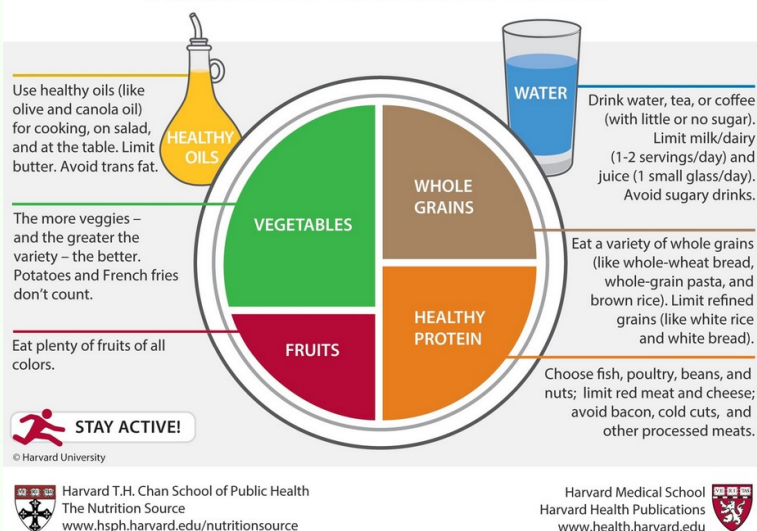 HEALTHY
OILS
Use healthy oils (like
olive and canola oil)
for cooking, on salad,
and at the table. Limit
butter. Avoid trans fat.
The more veggies –
and the greater the
variety – the better.
Potatoes and French fries
don’t count.
Eat plenty of fruits of all
colors.
STAY ACTIVE!
© Harvard University
VEGETABLES
FRUITS
WHOLE
GRAINS
HEALTHY
PROTEIN
WATER
Drink water, tea, or coffee
(with little or no sugar).
Limit milk/dairy
(1-2 servings/day) and
juice (1 small glass/day).
Avoid sugary drinks.
Eat a variety of whole grains
(like whole-wheat bread,
whole-grain pasta, and
brown rice). Limit refined
grains (like white rice
and white bread).
Choose fish, poultry, beans, and
nuts; limit red meat and cheese;
avoid bacon, cold cuts, and
other processed meats.
Harvard T.H. Chan School of Public Health
The Nutrition Source
www.hsph.harvard.edu/nutritionsource
Harvard Medical School
Harvard Health Publications
www.health.harvard.edu